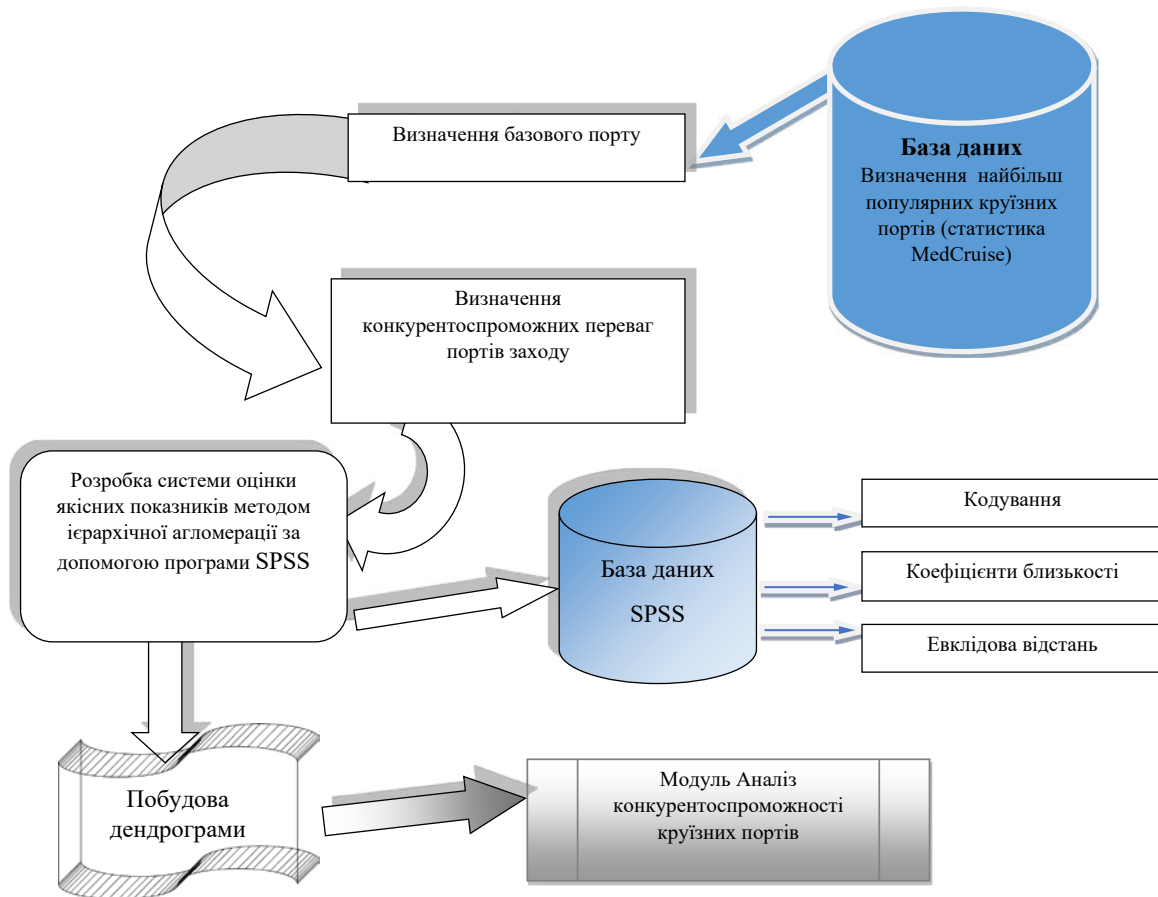 Визначення базового порту
База даних
Визначення найбільш
популярних круїзних
портів (статистика
MedCruise)
Визначення
конкурентоспроможних переваг
портів заходу
Розробка системи оцінки
якісних показників методом
ієрархічної агломерації за
допомогою програми SPSS
База даних
SPSS
Кодування
Коефіцієнти близькості
Евклідова відстань
Побудова
дендрограми
Модуль Аналіз
конкурентоспроможності
круїзних портів